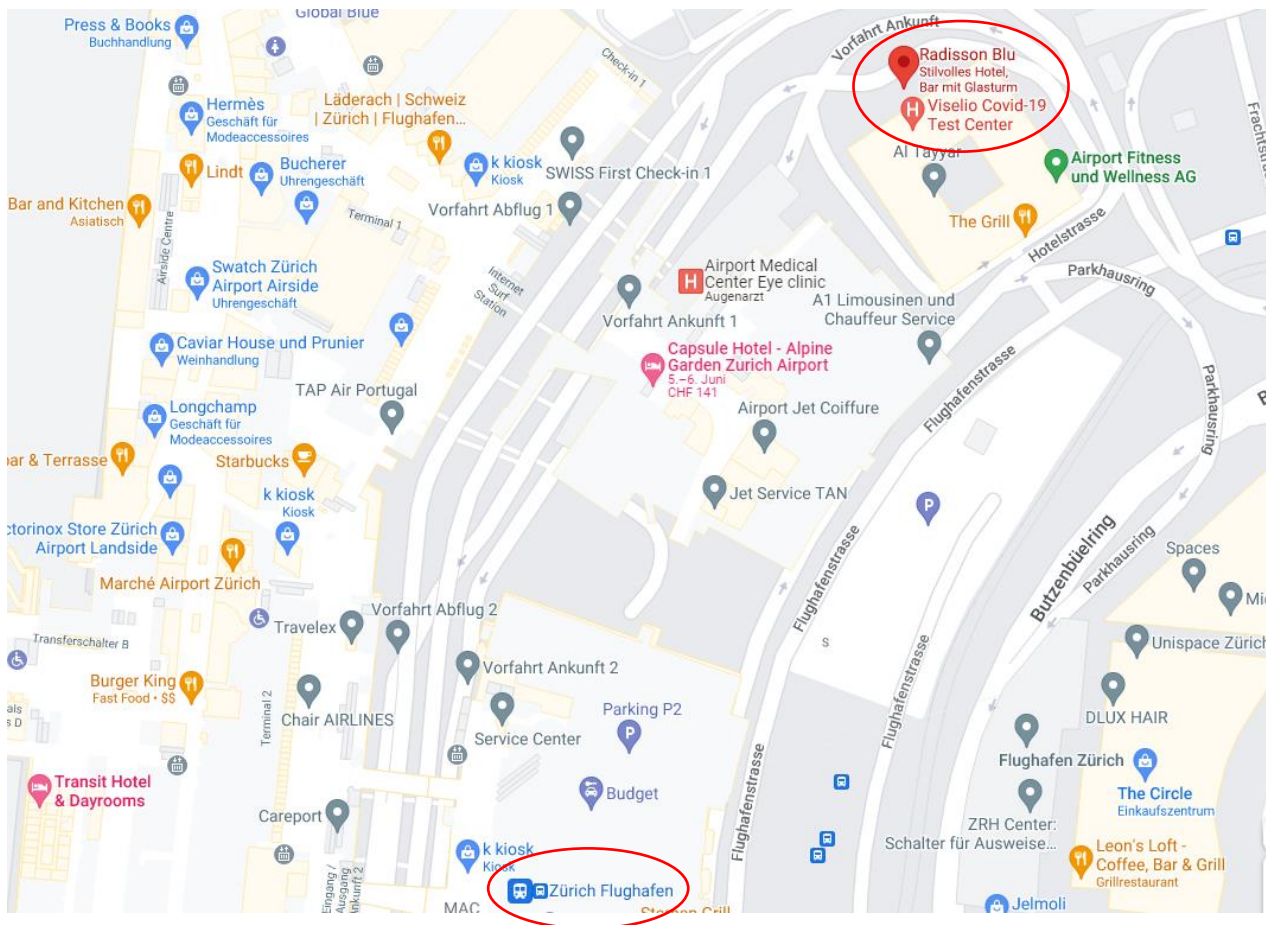 Global Blue
Press & Books
Buchhandlung
Vorfahrt Ankunft
Check-in 1
Radisson Blu
Stilvolles Hotel,
Bar mit Glasturm
Viselio Covid-19
Test Center
Hermès
Geschäft für
Modeaccessoires
Läderach | Schweiz
| Zürich | Flughafen...
Lindt
Bucherer
Uhrengeschäft
k kiosk
Kiosk
SWISS First Check-in 1
Al Tayyar
Airport Fitness
und Wellness AG
Bar and Kitchen
Asiatisch
Terminal 1
Vorfahrt Abflug 1
The Grill
Hotelstrasse
Airside Centre
Swatch Zürich
Airport Airside
Uhrengeschäft
Internet
Surf
Station
Airport Medical
Center Eye clinic
Augenarzt
Parkhausring
A1 Limousinen und
Chauffeur Service
Vorfahrt Ankunft 1
Caviar House und Prunier
Weinhandlung
Capsule Hotel - Alpine
Garden Zurich Airport
5.–6. Juni
CHF 141
Flughafenstrasse
Parkhausring
TAP Air Portugal
Longchamp
Geschäft für
Modeaccessoires
Airport Jet Coiffure
bar & Terrasse
Starbucks
k kiosk
Kiosk
Jet Service TAN
P
ctorinox Store Zürich
Airport Landside
Marché Airport Zürich
Butzenbüelring
Parkhausring
Spaces
Flughafenstrasse
Flughafenstrasse
Vorfahrt Abflug 2
Travelex
Transferschalter B
S
Unispace Zürich
Vorfahrt Ankunft 2
Burger King
Fast Food • $$
Terminal 2
Chair AIRLINES
Service Center
Parking P2
P
DLUX HAIR
Flughafenstrasse
Flughafenstrasse
Flughafen Zürich
Transit Hotel
& Dayrooms
Budget
The Circle
Einkaufszentrum
Careport
ZRH Center:
Schalter für Ausweise...
k kiosk
Kiosk
Leon's Loft -
Coffee, Bar & Grill
Grillrestaurant
Eingang /
Ausgang
Ankunft 2
Zürich Flughafen
MAC
Jelmoli